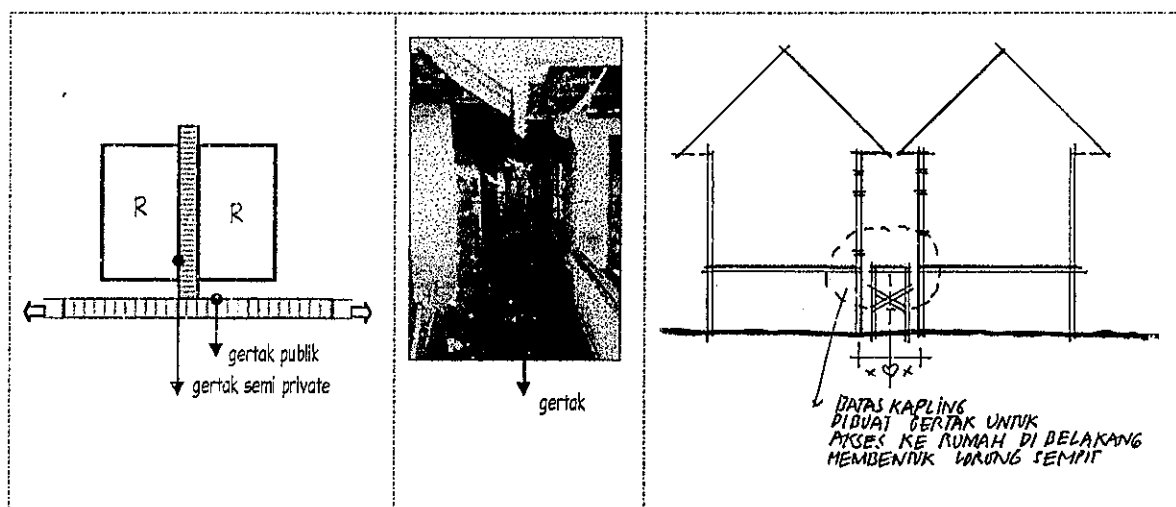 R
R
gertak publik
gertak semi private
gertak
x x
BATAS KAPLING
DIBUAT GERTAK UNTUK
AKSES KE RUMAH DI BELAKANG
MEMBENTUK LORONG SEMPIT